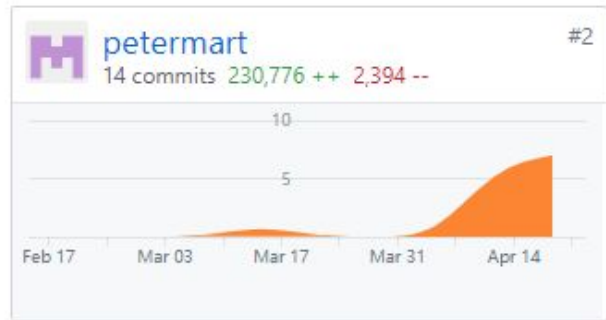 petermart
#2
14 commits 230,776 ++ 2,394 --
10
5
Feb 17 Mar 03 Mar 17 Mar 31 Apr 14